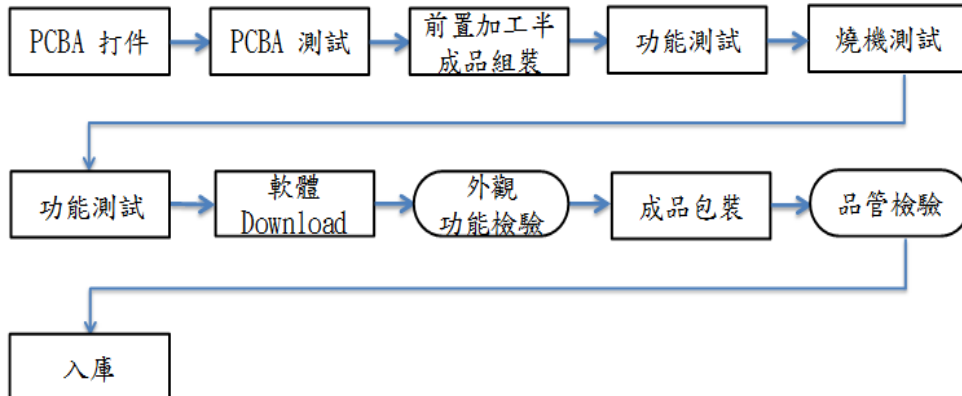 PCBA 打件
PCBA 測試
前置加工半
成品組裝
功能測試
燒機測試
功能測試
軟體
Download
外觀
功能檢驗
成品包裝
品管檢驗
入庫